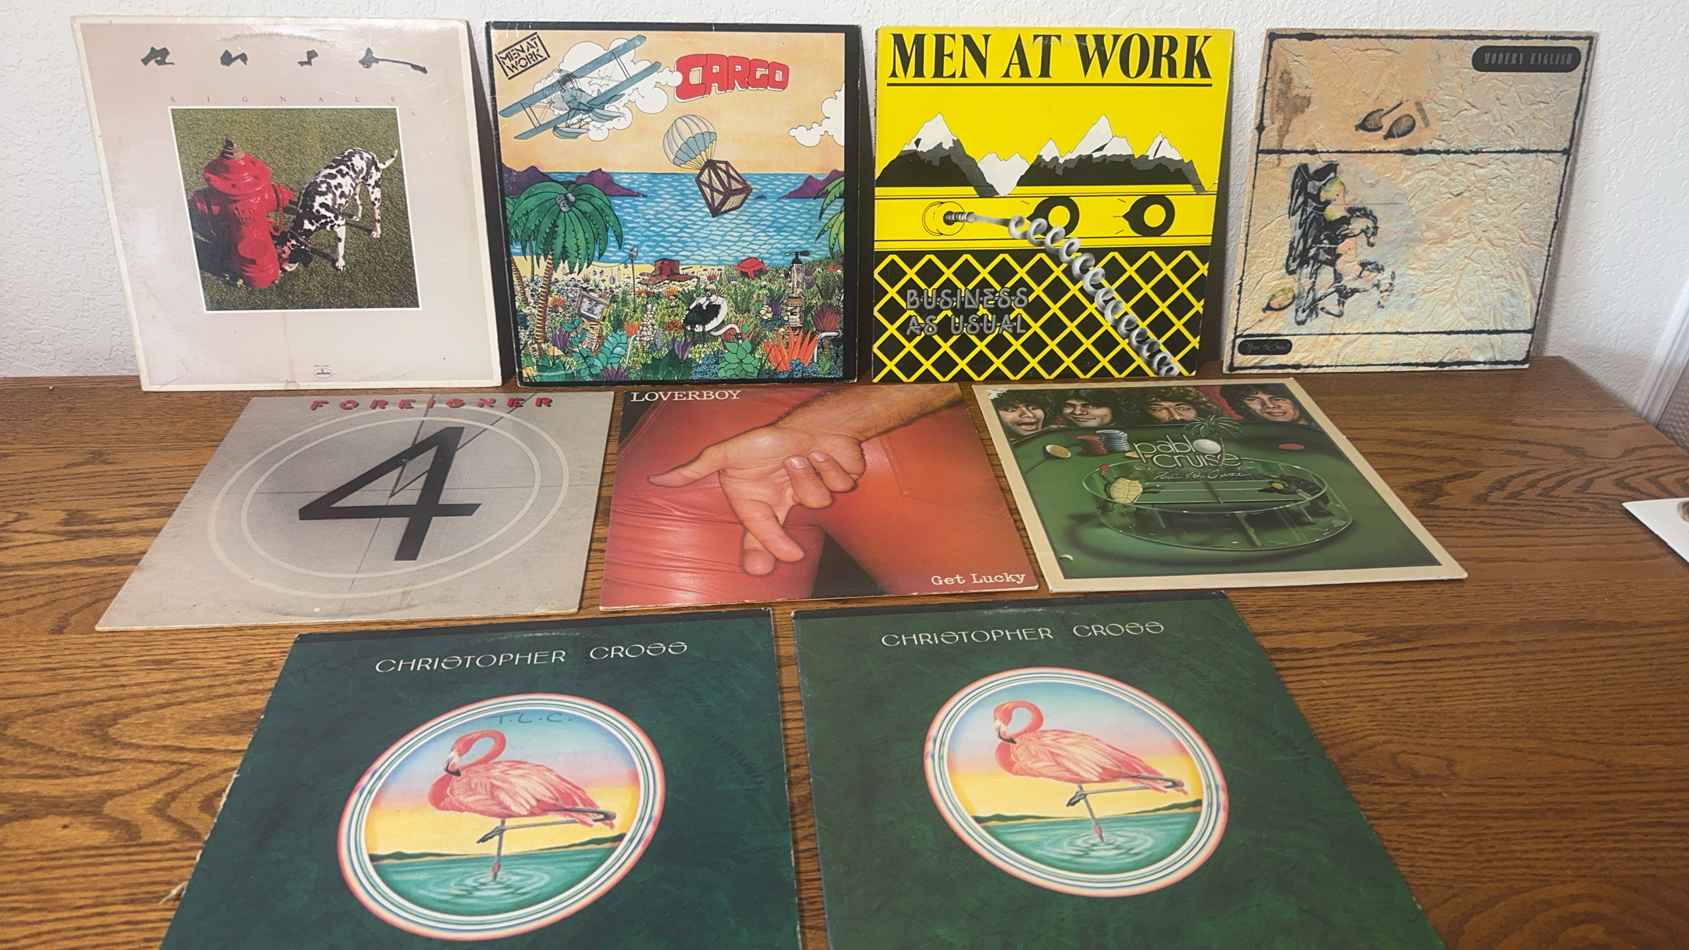 Rush
SIGNALS
MEN AT
WORK
CARGO
MEN AT WORK
BUSINESS
AS USUAL
MODERN ENGLISH
FOREIGNER
4
LOVERBOY
Get Lucky
pablo
cruise
CHRISTOPHER CROSS
T.L.C.
CHRISTOPHER CROSS